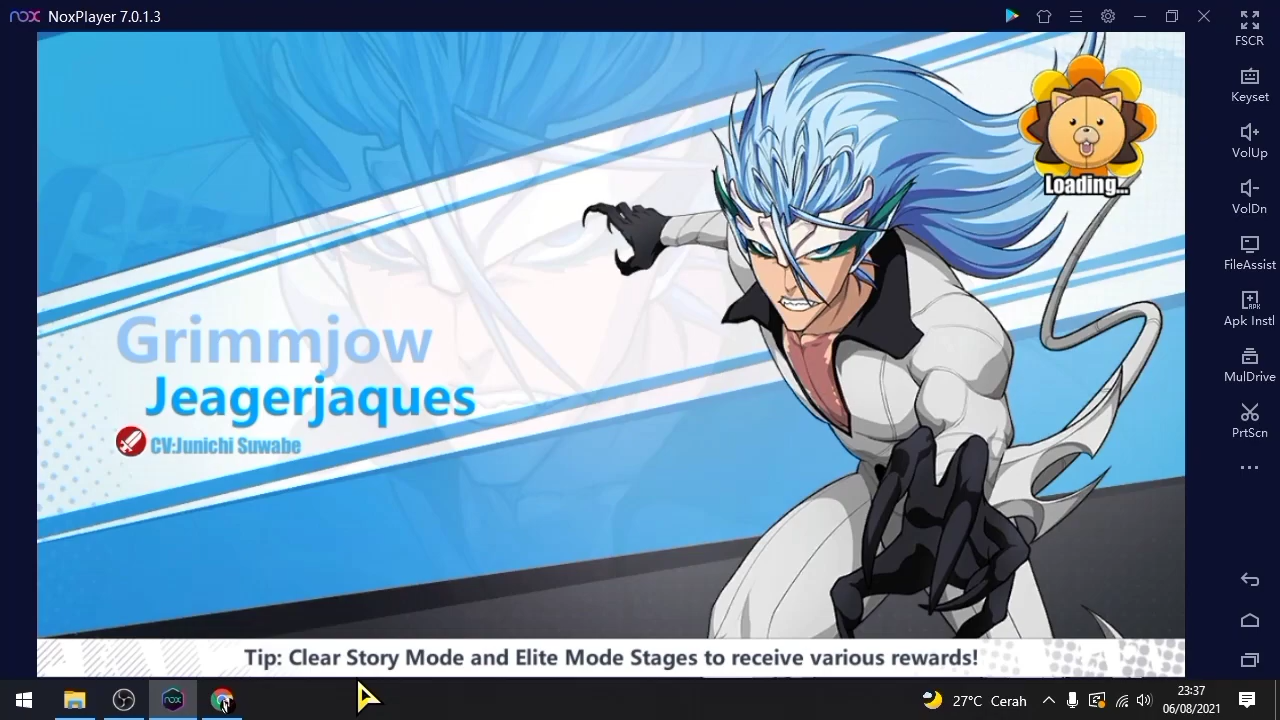 nox NoxPlayer 7.0.1.3
FSCR
Keyset
VolUp
VolDn
FileAssist
Apk Instl
MulDrive
PrtScn
Loading...
Grimmjow
Jeagerjaques
CV:Junichi Suwabe
Tip: Clear Story Mode and Elite Mode Stages to receive various rewards!
nox
27°C Cerah
23:37
06/08/2021